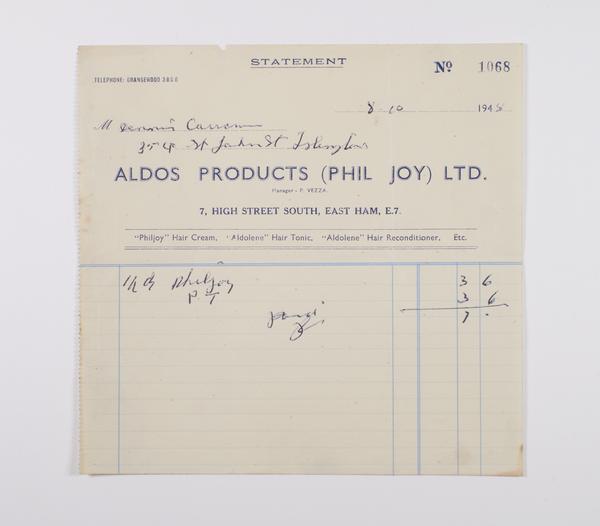 STATEMENT
Nº 1068
TELEPHONE: GRANGEWOOD 3808
8-10 1948
M Dennis
354 St John St Islington
ALDOS PRODUCTS (PHIL JOY) LTD.
Manager - P. VEZZA.
7, HIGH STREET SOUTH, EAST HAM, E.7.
"Philjoy" Hair Cream, "Aldolene" Hair Tonic, "Aldolene" Hair Reconditioner, Etc.
Philjoy 3 6
P T 3 6
7 -